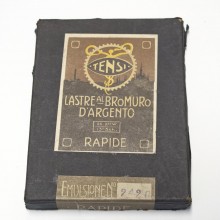 TENSI
LASTRE AL BROMURO
D'ARGENTO
RAPIDE
EMULSIONE N°
RAPIDE